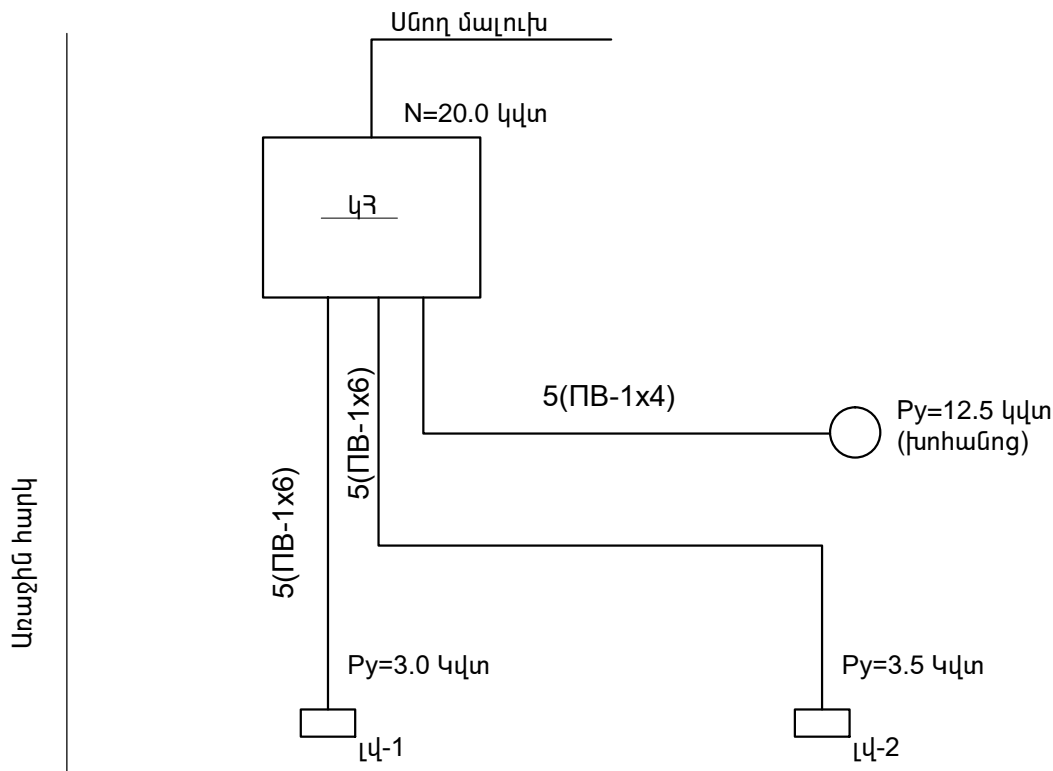 Սնող մալուխ
N=20.0 կվտ
ԿՀ
5(ПВ-1x4)
Py=12.5 կվտ
(խոհանոց)
5(ПВ-1x6)
5(ПВ-1x6)
Առաջին հարկ
Py=3.0 Կվտ
Py=3.5 Կվտ
ԼՎ-1
ԼՎ-2